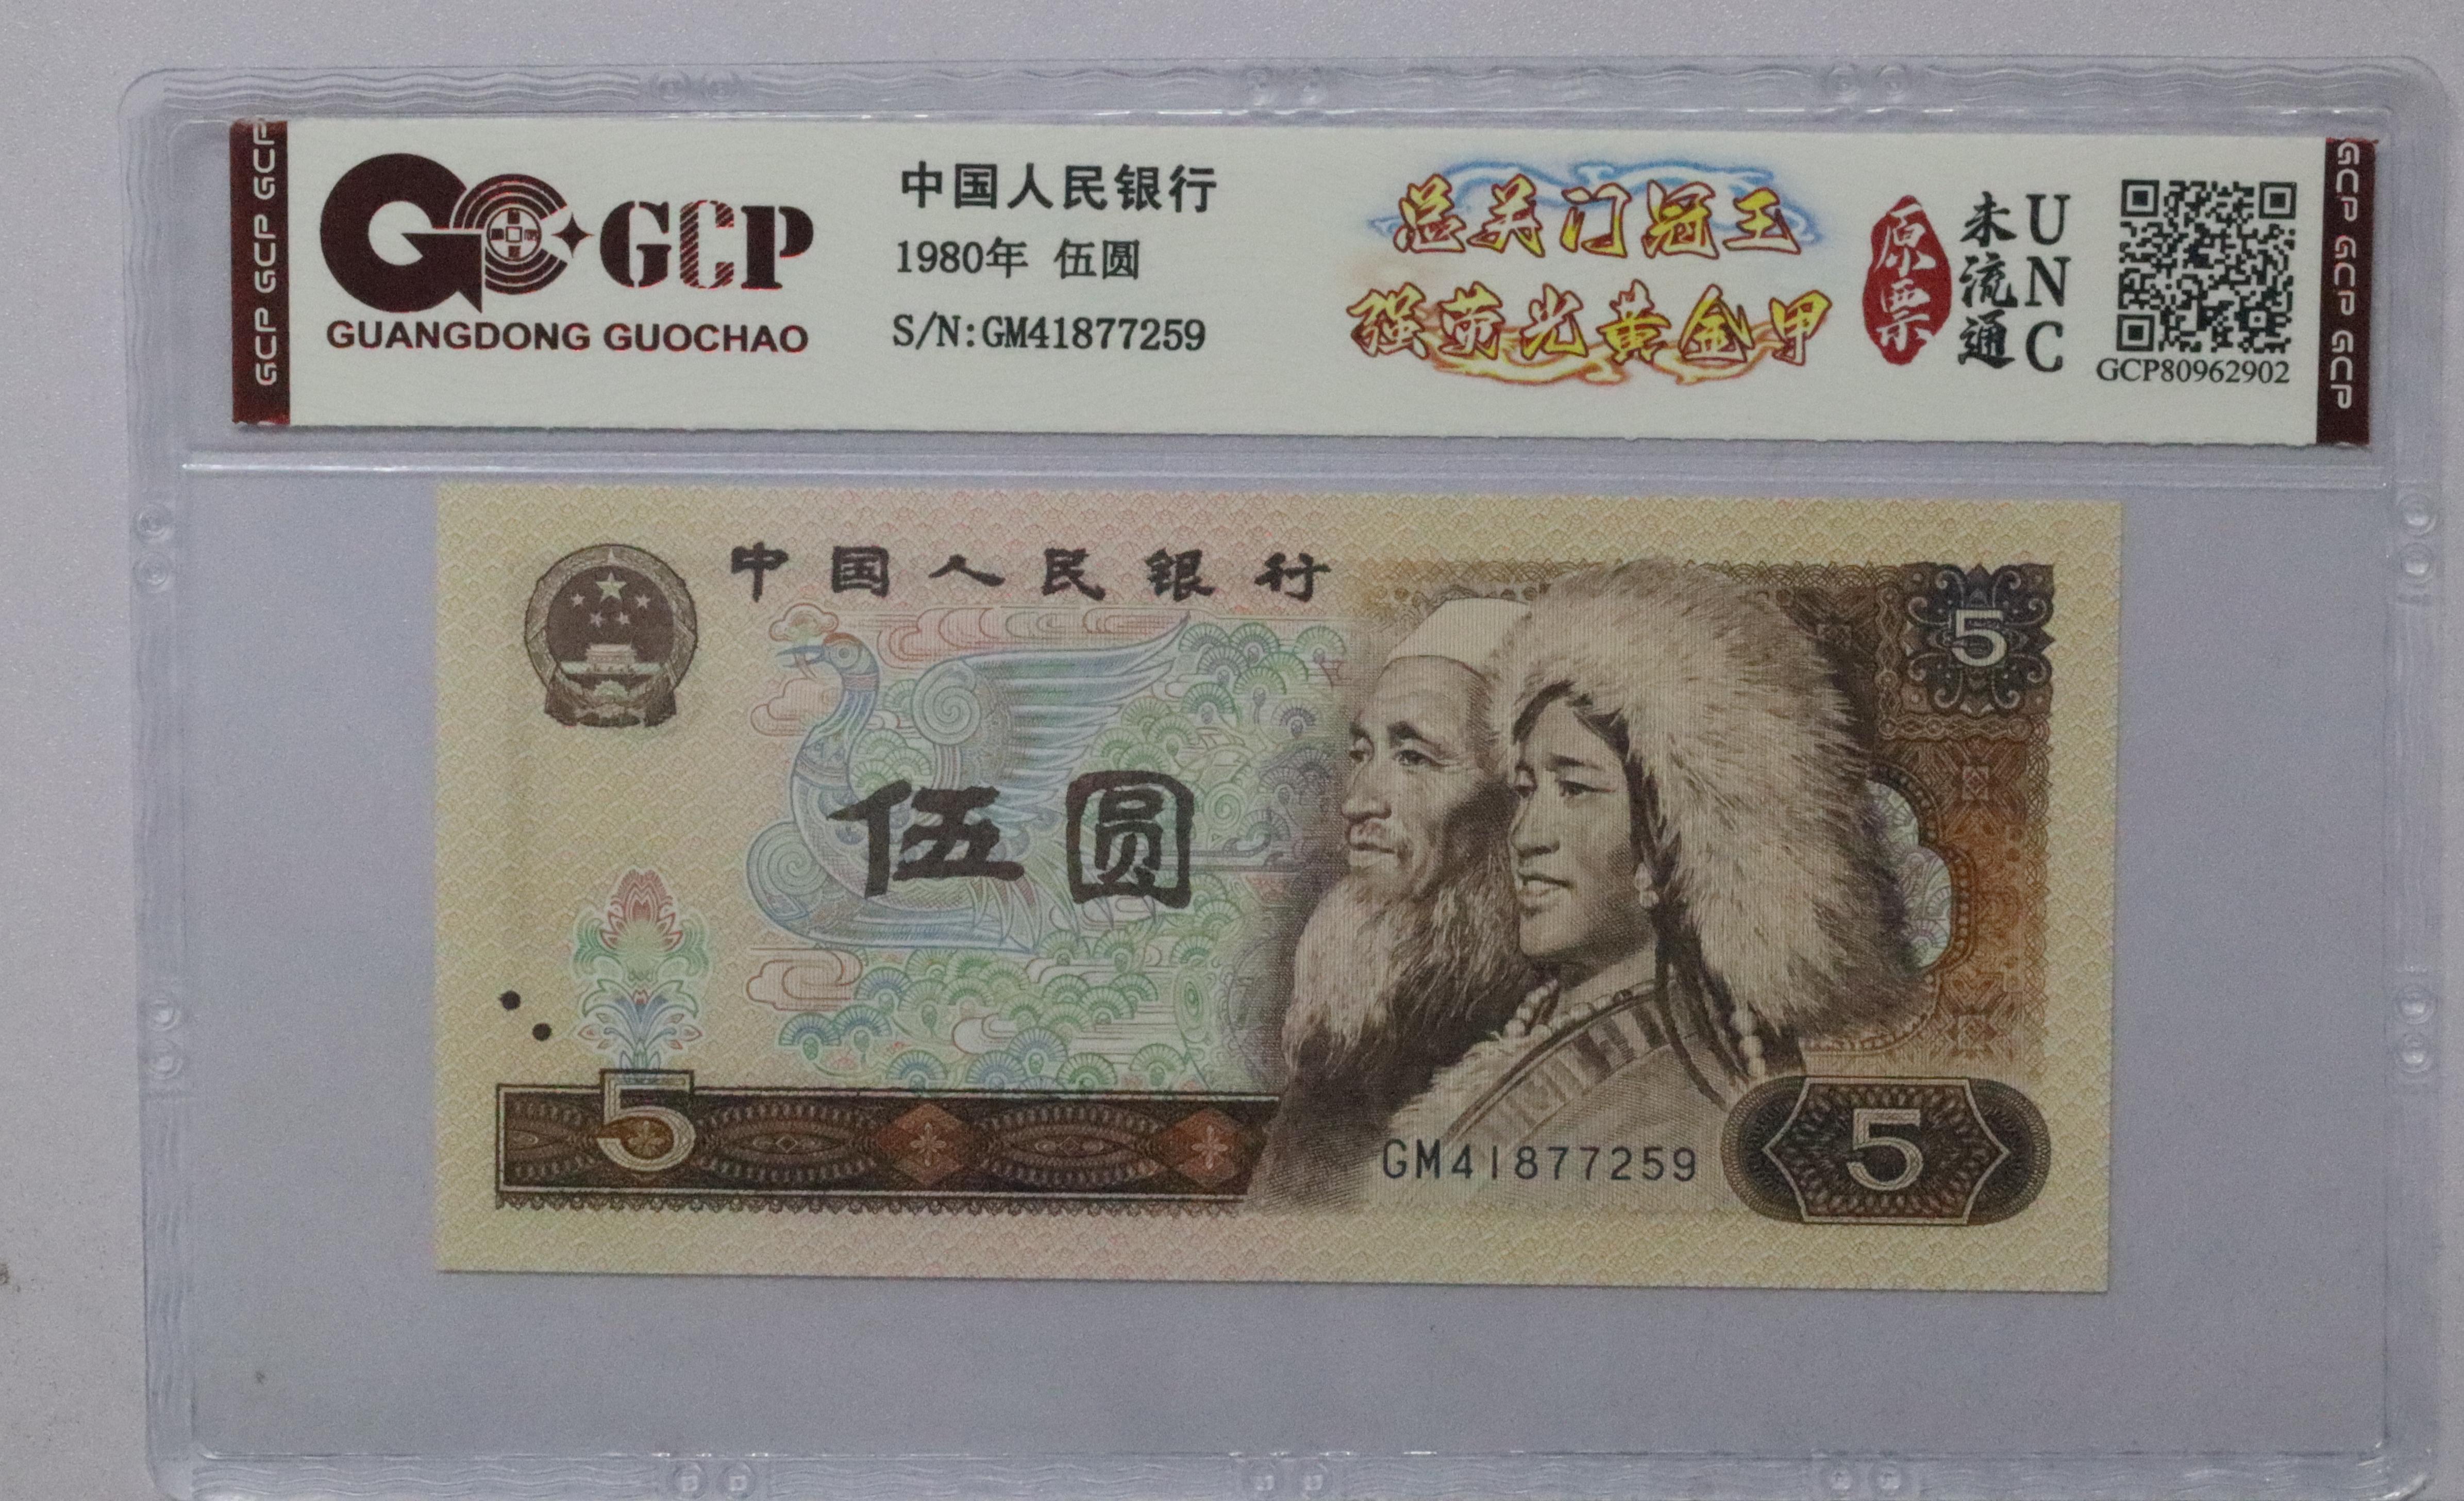 GCP GCP GCP
GCP
GUANGDONG GUOCHAO
中国人民银行
1980年 伍圆
S/N:GM41877259
总关门冠王
强荧光黄金甲
原票
未流通
UNC
GCP80962902
GCP GCP GCP
中国人民银行
5
伍圆
5
GM41877259
5